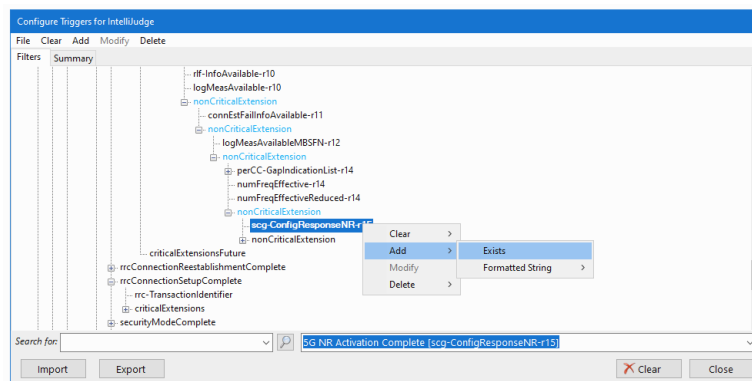 Configure Triggers for IntelliJudge
File Clear Add Modify Delete
Filters Summary
rlf-InfoAvailable-r10
logMeasAvailable-r10
nonCriticalExtension
connEstFailInfoAvailable-r11
nonCriticalExtension
logMeasAvailableMBSFN-r12
nonCriticalExtension
perCC-GapIndicationList-r14
numFreqEffective-r14
numFreqEffectiveReduced-r14
nonCriticalExtension
scg-ConfigResponseNR-r15
nonCriticalExtension
criticalExtensionsFuture
rrcConnectionReestablishmentComplete
rrcConnectionSetupComplete
rrc-TransactionIdentifier
criticalExtensions
securityModeComplete
Clear >
Add >
Modify
Delete >
Exists
Formatted String >
Search for:
5G NR Activation Complete [scg-ConfigResponseNR-r15]
Import Export Clear Close